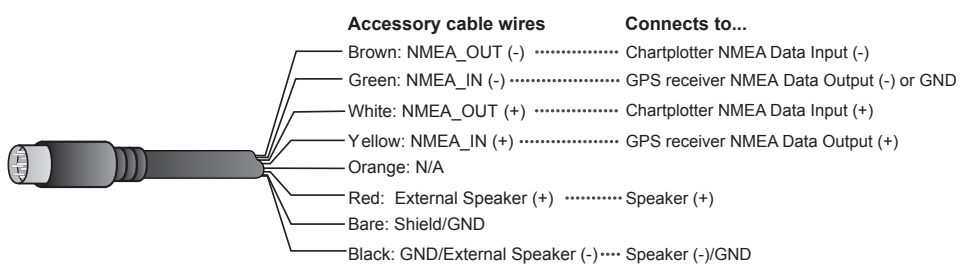 Accessory cable wires Connects to...
Brown: NMEA_OUT (-) Chartplotter NMEA Data Input (-)
Green: NMEA_IN (-) GPS receiver NMEA Data Output (-) or GND
White: NMEA_OUT (+) Chartplotter NMEA Data Input (+)
Yellow: NMEA_IN (+) GPS receiver NMEA Data Output (+)
Orange: N/A
Red: External Speaker (+) Speaker (+)
Bare: Shield/GND
Black: GND/External Speaker (-) Speaker (-)/GND